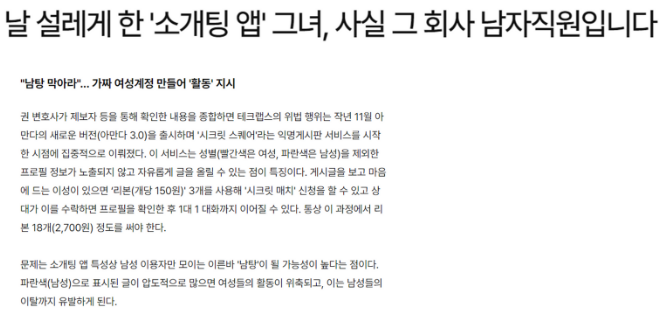 날 설레게 한 '소개팅 앱' 그녀, 사실 그 회사 남자직원입니다
"남탕 막아라"... 가짜 여성계정 만들어 '활동' 지시
권 변호사가 제보자 등을 통해 확인한 내용을 종합하면 테크랩스의 위법 행위는 작년 11월 아
만다의 새로운 버전(아만다 3.0)을 출시하며 '시크릿 스퀘어'라는 익명게시판 서비스를 시작
한 시점에 집중적으로 이뤄졌다. 이 서비스는 성별(빨간색은 여성, 파란색은 남성)을 제외한
프로필 정보가 노출되지 않고 자유롭게 글을 올릴 수 있는 점이 특징이다. 게시글을 보고 마음
에 드는 이성이 있으면 '리본(개당 150원)' 3개를 사용해 '시크릿 매치' 신청을 할 수 있고 상
대가 이를 수락하면 프로필을 확인한 후 1대 1 대화까지 이어질 수 있다. 통상 이 과정에서 리
본 18개(2,700원) 정도를 써야 한다.
문제는 소개팅 앱 특성상 남성 이용자만 모이는 이른바 '남탕'이 될 가능성이 높다는 점이다.
파란색(남성)으로 표시된 글이 압도적으로 많으면 여성들의 활동이 위축되고, 이는 남성들의
이탈까지 유발하게 된다.